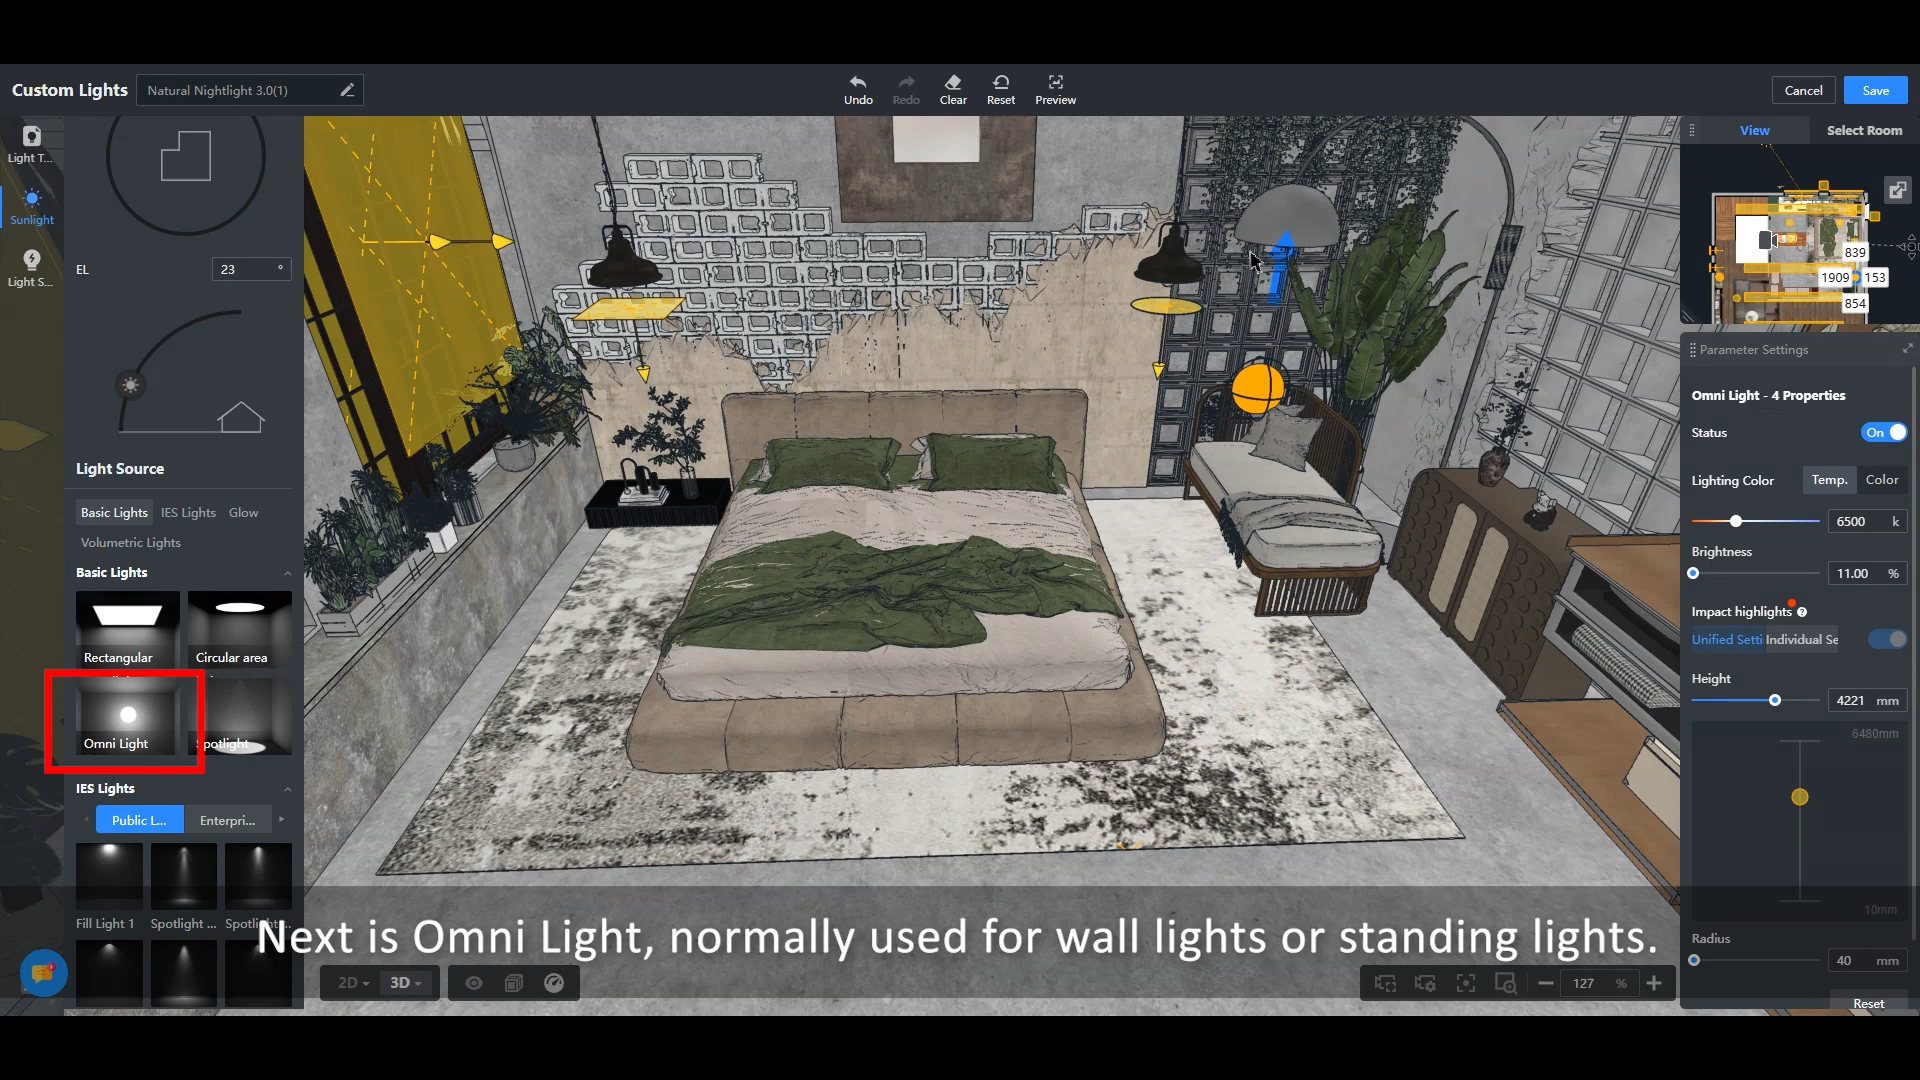 Custom Lights
Natural Nightlight 3.0(1)
Undo
Redo
Clear
Reset
Preview
Cancel
Save
Light T...
Sunlight
Light S...
EL
23 °
Light Source
Basic Lights
IES Lights
Glow
Volumetric Lights
Basic Lights
Rectangular
Circular area
Omni Light
Spotlight
IES Lights
Public L...
Enterpri...
Fill Light 1
Spotlight ...
Spotlight
View
Select Room
839
1909
153
854
Parameter Settings
Omni Light - 4 Properties
Status
On
Lighting Color
Temp.
Color
6500 k
Brightness
11.00 %
Impact highlights
Unified Setti
Individual Se
Height
4221 mm
6480mm
10mm
Radius
40 mm
Reset
Next is Omni Light, normally used for wall lights or standing lights.
2D
3D
127 %